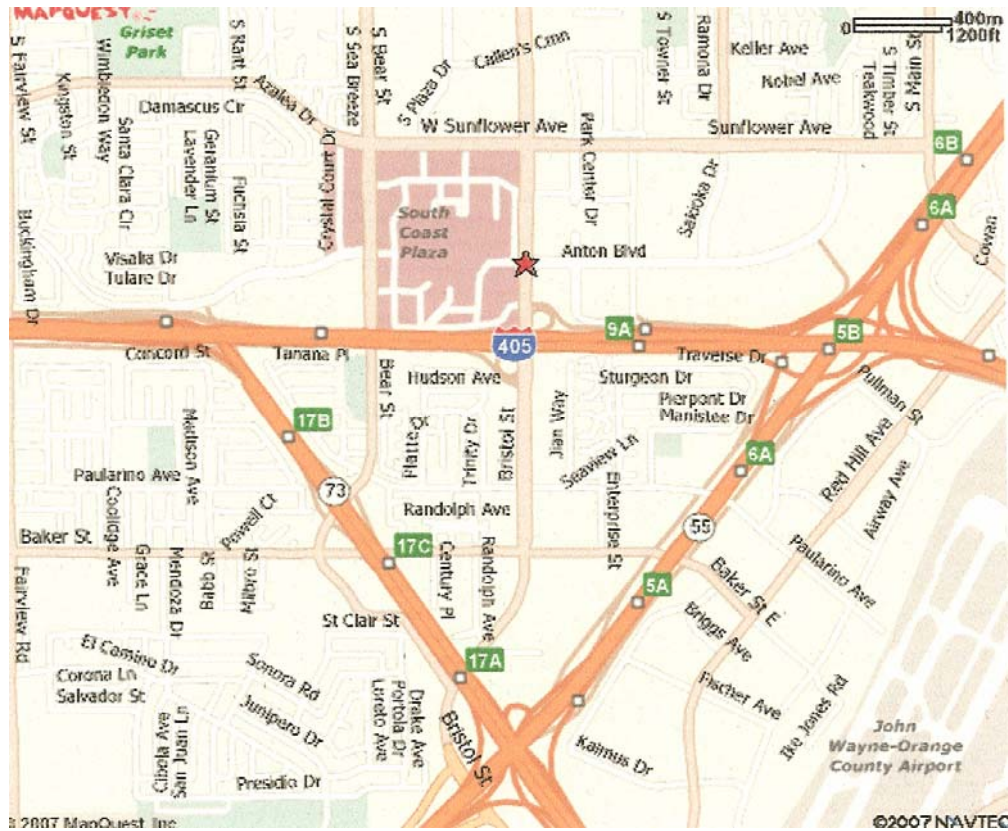 MAPQUEST
400m
1200ft
0
Griset
Park
S Fairview St
Kingston St
Wimbledon Way
S Rant St
S Sea Breeze
S Bear St
S Plaza Dr
Callen's Cmn
S Towner St
Ramona Dr
Keller Ave
Nobel Ave
S Timber St
Teakwood
S Main St
Azalea Dr
Damascus Cir
W Sunflower Ave
Sunflower Ave
Santa Clara Cir
Geranium St
Lavender Ln
Fuchsia St
Crystal Court Dr
Park Center Dr
Sakioka Dr
6B
6A
Cowan
Buckingham Dr
South
Coast
Plaza
Anton Blvd
Visalia Dr
Tulare Dr
405
9A
5B
Concord St
Tanana Pl
Traverse Dr
Bear St
Hudson Ave
Sturgeon Dr
Pierpont Dr
Manistee Dr
Pullman St
17B
Madison Ave
Platte Dr
Trinity Dr
Bristol St
Jan Way
Seaview Ln
6A
Red Hill Ave
Airway Ave
Paularino Ave
73
Coolidge Ave
Powell Ct
Randolph Ave
Enterprise St
55
Baker St
17C
Grace Ln
Mendoza Dr
Babb St
Century Pl
Randolph Ave
5A
Baker St E
Paularino Ave
Fairview Rd
St Clair St
Briggs Ave
El Camino Dr
Corona Ln
Salvador St
Sonora Rd
17A
Fischer Ave
Ike Jones Rd
Cibola Ave
San Juan Ln
Junipero Dr
Loreto Ave
Portola Dr
Drake Ave
Bristol St
Kalmus Dr
John
Wayne-Orange
County Airport
Presidio Dr
2007 MapQuest Inc
©2007 NAVTEQ